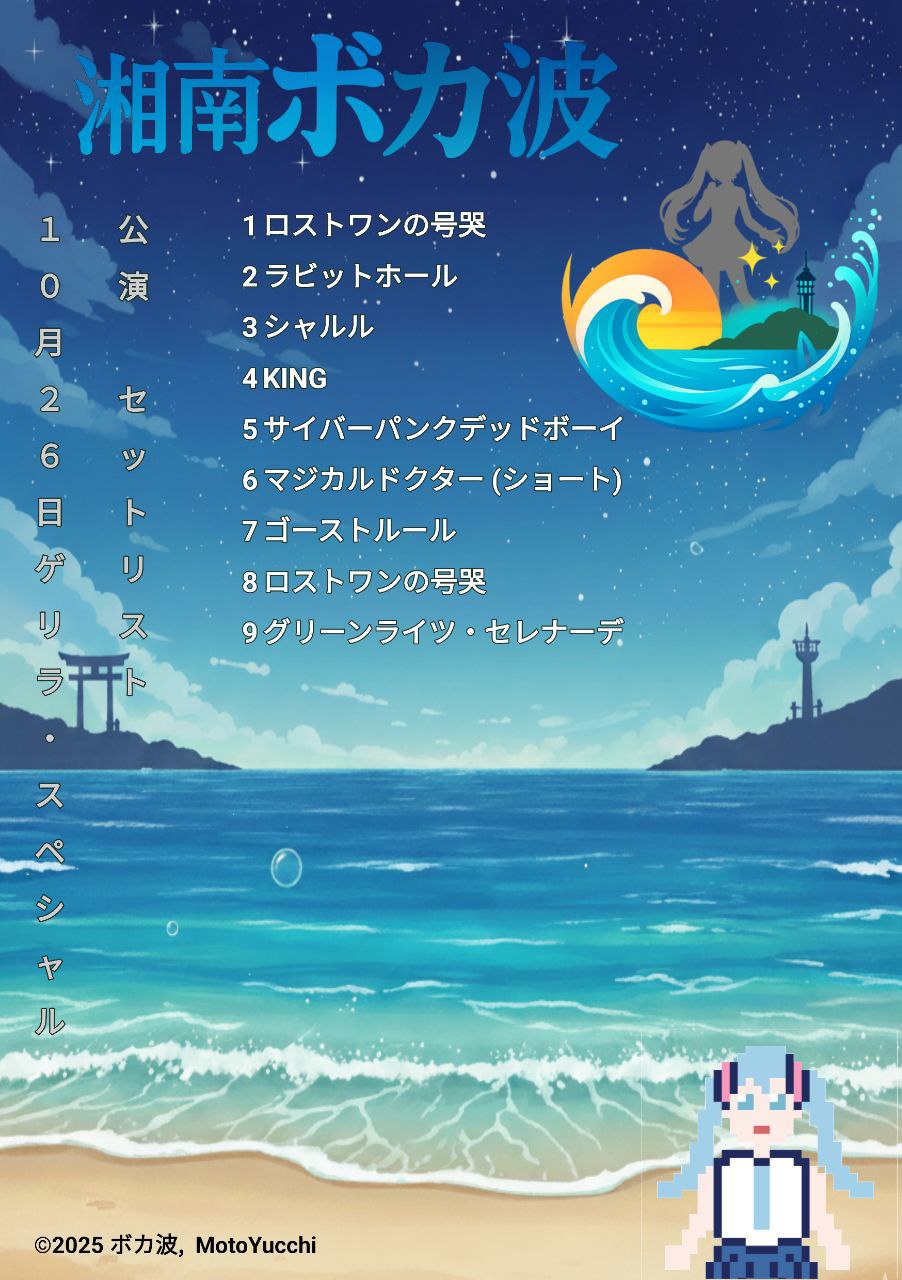 湘南ボカ波
10月26日ゲリラ・スペシャル
公演 セットリスト
1 ロストワンの号哭
2 ラビットホール
3 シャルル
4 KING
5 サイバーパンクデッドボーイ
6 マジカルドクター (ショート)
7 ゴーストルール
8 ロストワンの号哭
9 グリーンライツ・セレナーデ
©2025 ボカ波, MotoYucchi